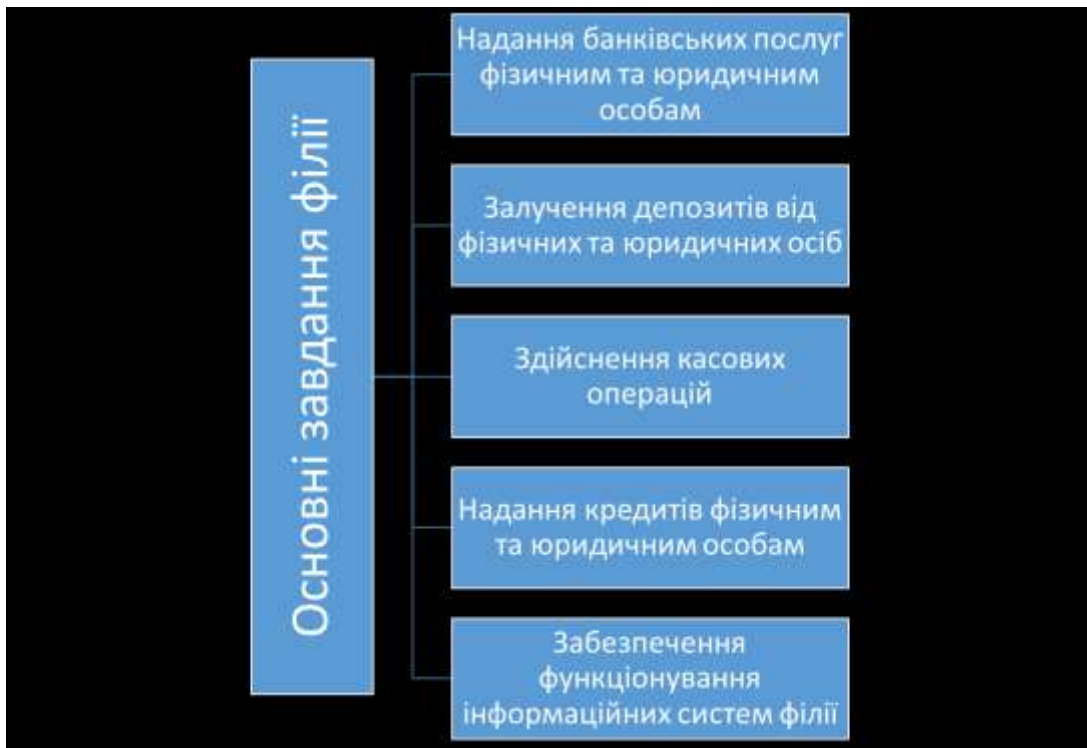 Основні завдання філії
Надання банківських послуг
фізичним та юридичним
особам
Залучення депозитів від
фізичних та юридичних осіб
Здійснення касових
операцій
Надання кредитів фізичним
та юридичним особам
Забезпечення
функціонування
інформаційних систем філії